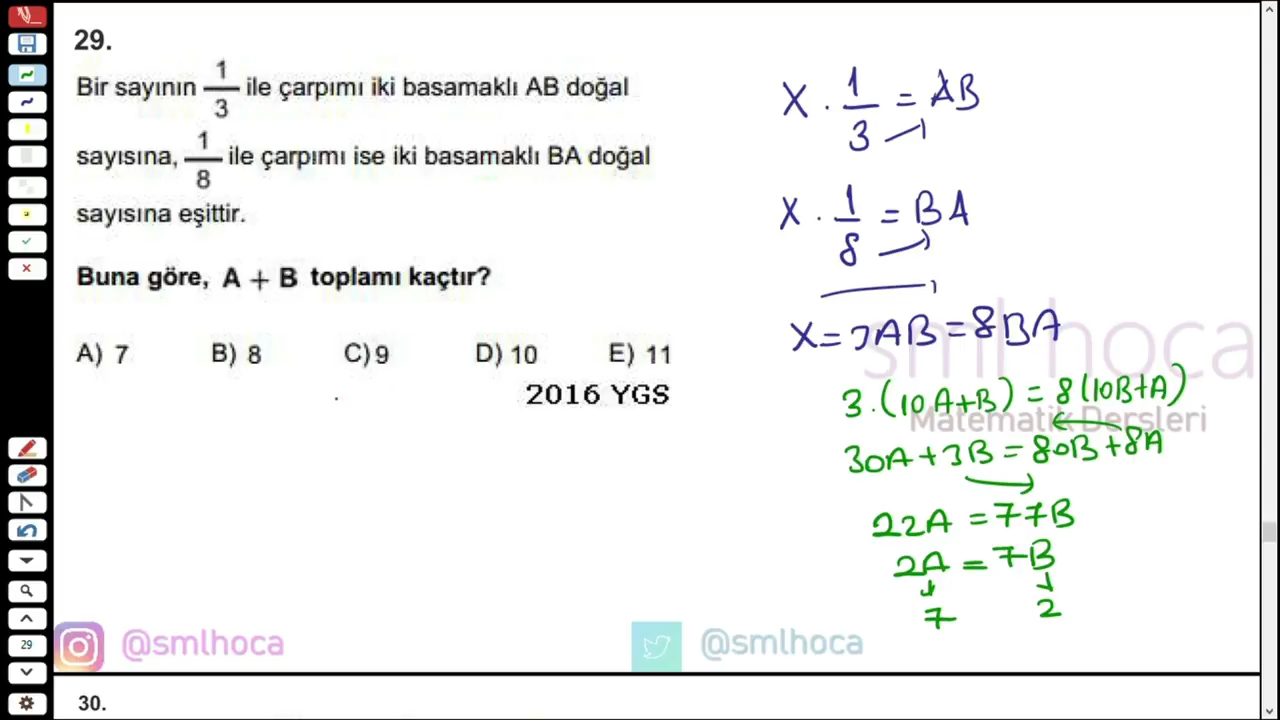 29.
Bir sayının 1/3 ile çarpımı iki basamaklı AB doğal
sayısına, 1/8 ile çarpımı ise iki basamaklı BA doğal
sayısına eşittir.
Buna göre, A + B toplamı kaçtır?
A) 7 B) 8 C) 9 D) 10 E) 11
2016 YGS
X . 1/3 = AB
X . 1/8 = BA
X = 3AB = 8BA
3.(10A+B) = 8(10B+A)
30A+3B = 80B+8A
22A = 77B
2A = 7B
7 2
smlhoca
Matematik Dersleri
@smlhoca @smlhoca
29
30.